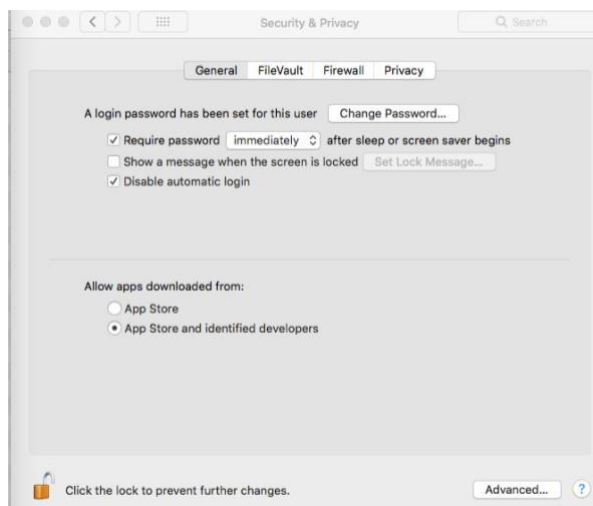 Security & Privacy
Search
General FileVault Firewall Privacy
A login password has been set for this user Change Password...
Require password immediately after sleep or screen saver begins
Show a message when the screen is locked Set Lock Message...
Disable automatic login
Allow apps downloaded from:
App Store
App Store and identified developers
Click the lock to prevent further changes.
Advanced... ?